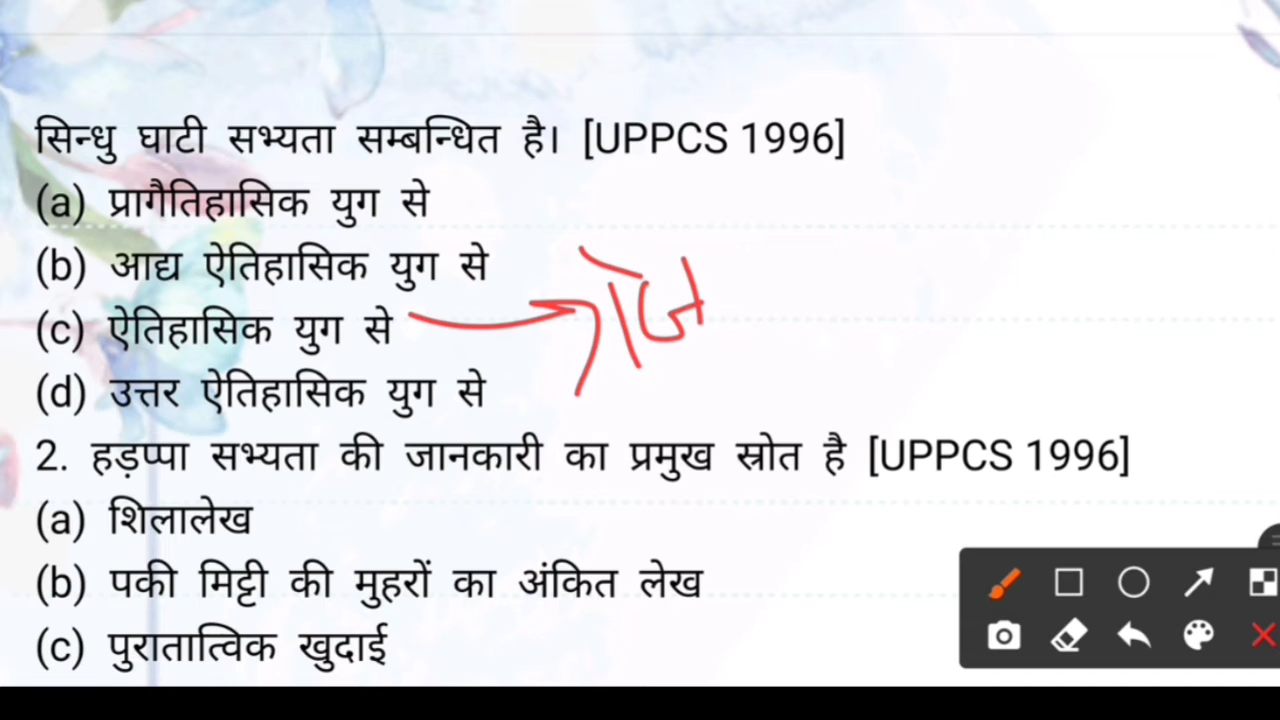 सिन्धु घाटी सभ्यता सम्बन्धित है। [UPPCS 1996]
(a) प्रागैतिहासिक युग से
(b) आद्य ऐतिहासिक युग से
(c) ऐतिहासिक युग से
(d) उत्तर ऐतिहासिक युग से
2. हड़प्पा सभ्यता की जानकारी का प्रमुख स्रोत है [UPPCS 1996]
(a) शिलालेख
(b) पकी मिट्टी की मुहरों का अंकित लेख
(c) पुरातात्विक खुदाई